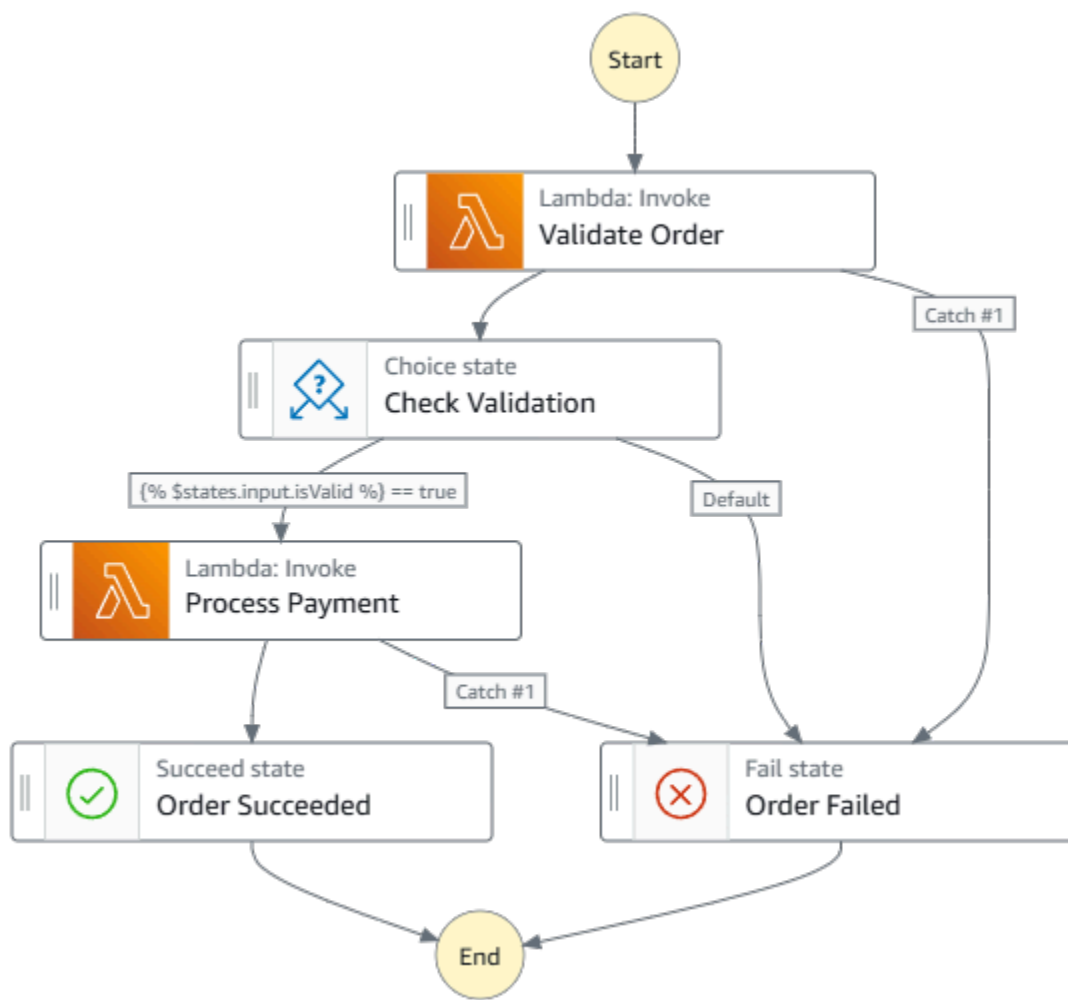 Start
Lambda: Invoke
Validate Order
Catch #1
Choice state
?
Check Validation
{% $states.input.isValid %} == true
Default
Lambda: Invoke
Process Payment
Catch #1
Succeed state
Order Succeeded
Fail state
Order Failed
End